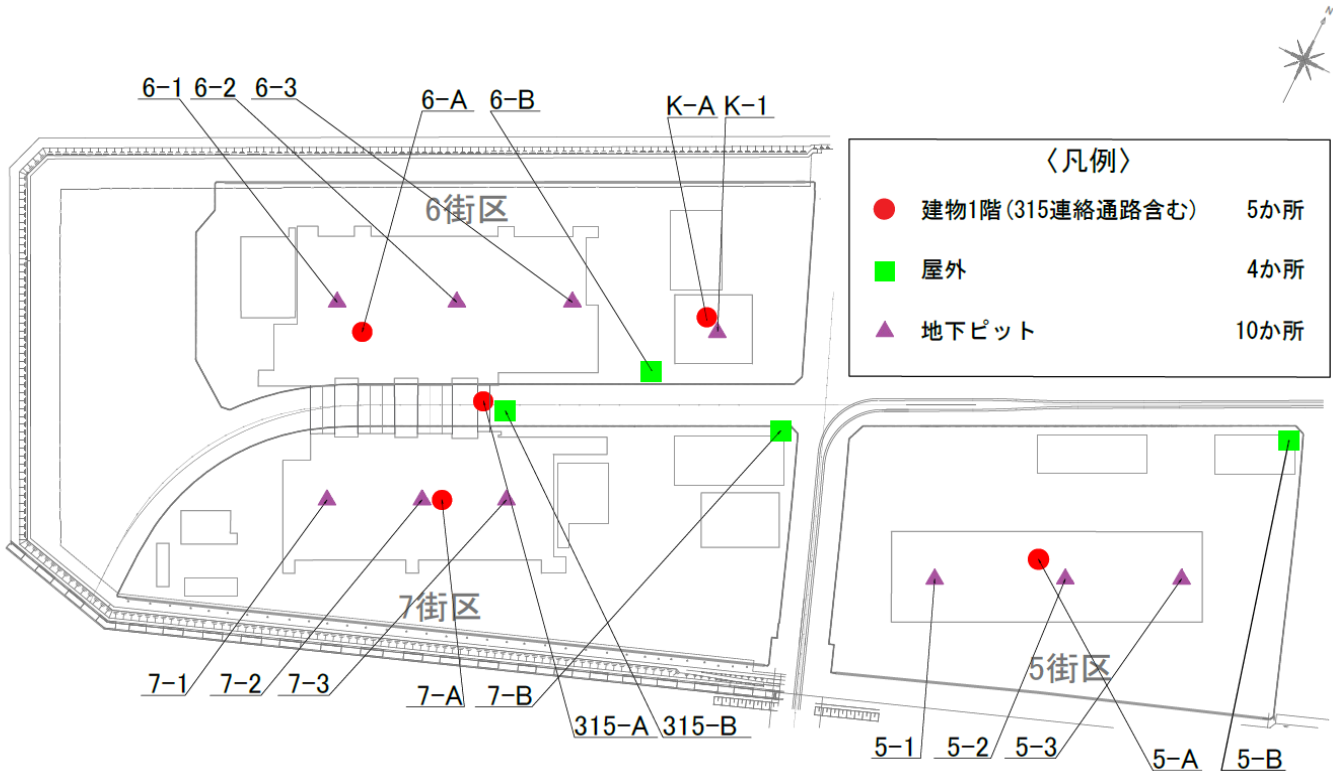 N
6-1 6-2 6-3 6-A 6-B K-A K-1
〈凡例〉
建物1階(315連絡通路含む) 5か所
屋外 4か所
地下ピット 10か所
6街区
7街区
5街区
7-1 7-2 7-3 7-A 7-B
315-A 315-B
5-1 5-2 5-3 5-A 5-B